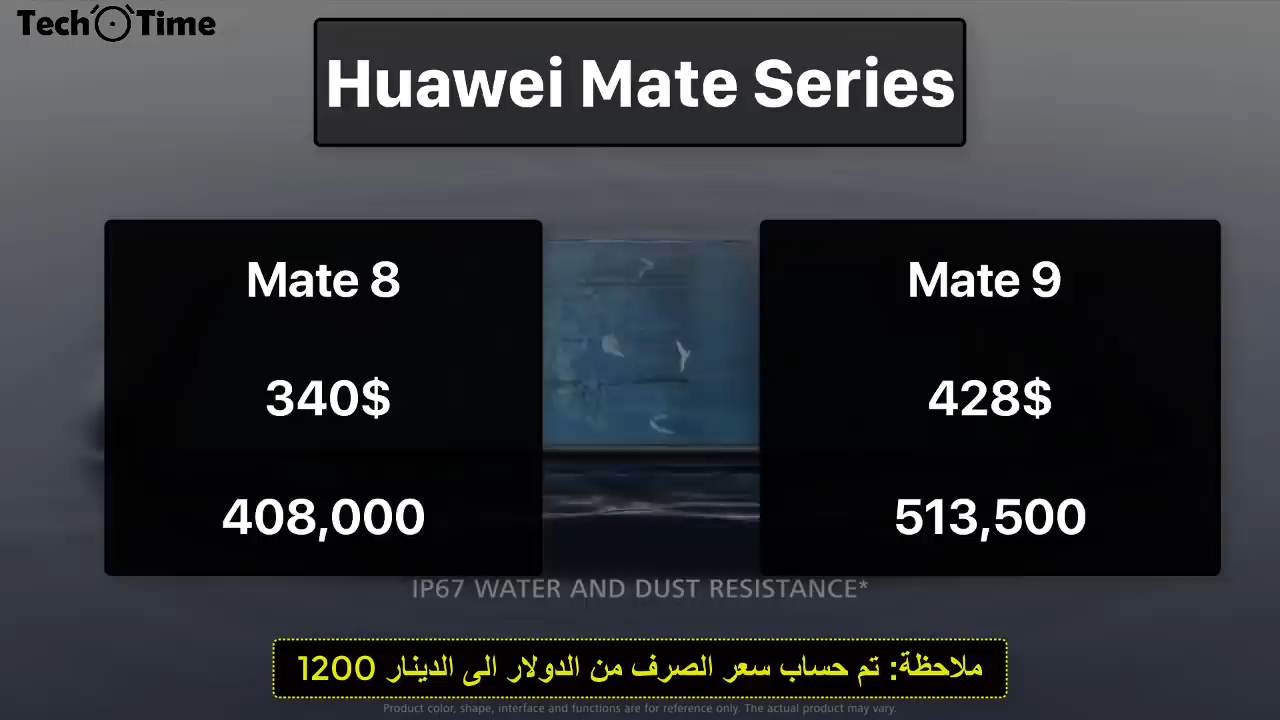 Tech Time
Huawei Mate Series
Mate 8
340$
408,000
Mate 9
428$
513,500
IP67 WATER AND DUST RESISTANCE*
ملاحظة: تم حساب سعر الصرف من الدولار الى الدينار 1200
Product color, shape, interface and functions are for reference only. The actual product may vary.